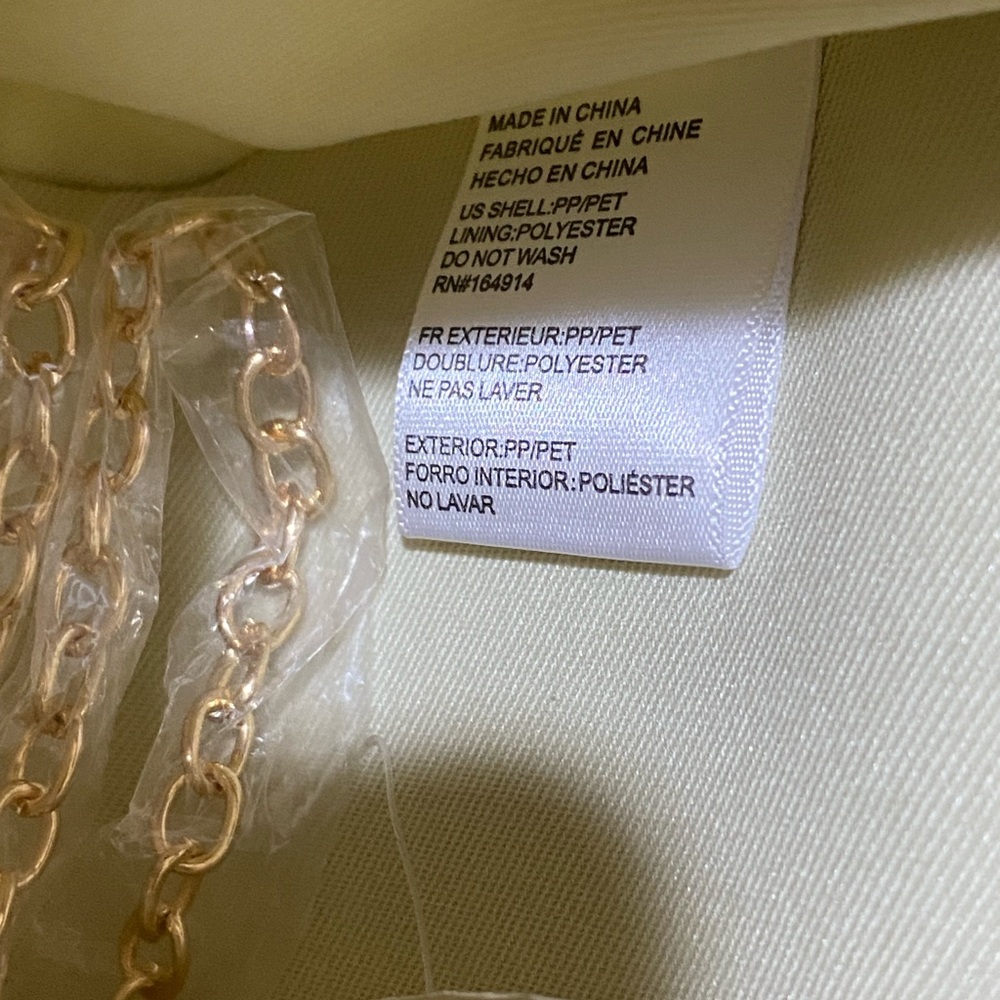 MADE IN CHINA
FABRIQUÉ EN CHINE
HECHO EN CHINA
US SHELL:PP/PET
LINING:POLYESTER
DO NOT WASH
RN#164914
FR EXTERIEUR:PP/PET
DOUBLURE:POLYESTER
NE PAS LAVER
EXTERIOR:PP/PET
FORRO INTERIOR:POLIÉSTER
NO LAVAR